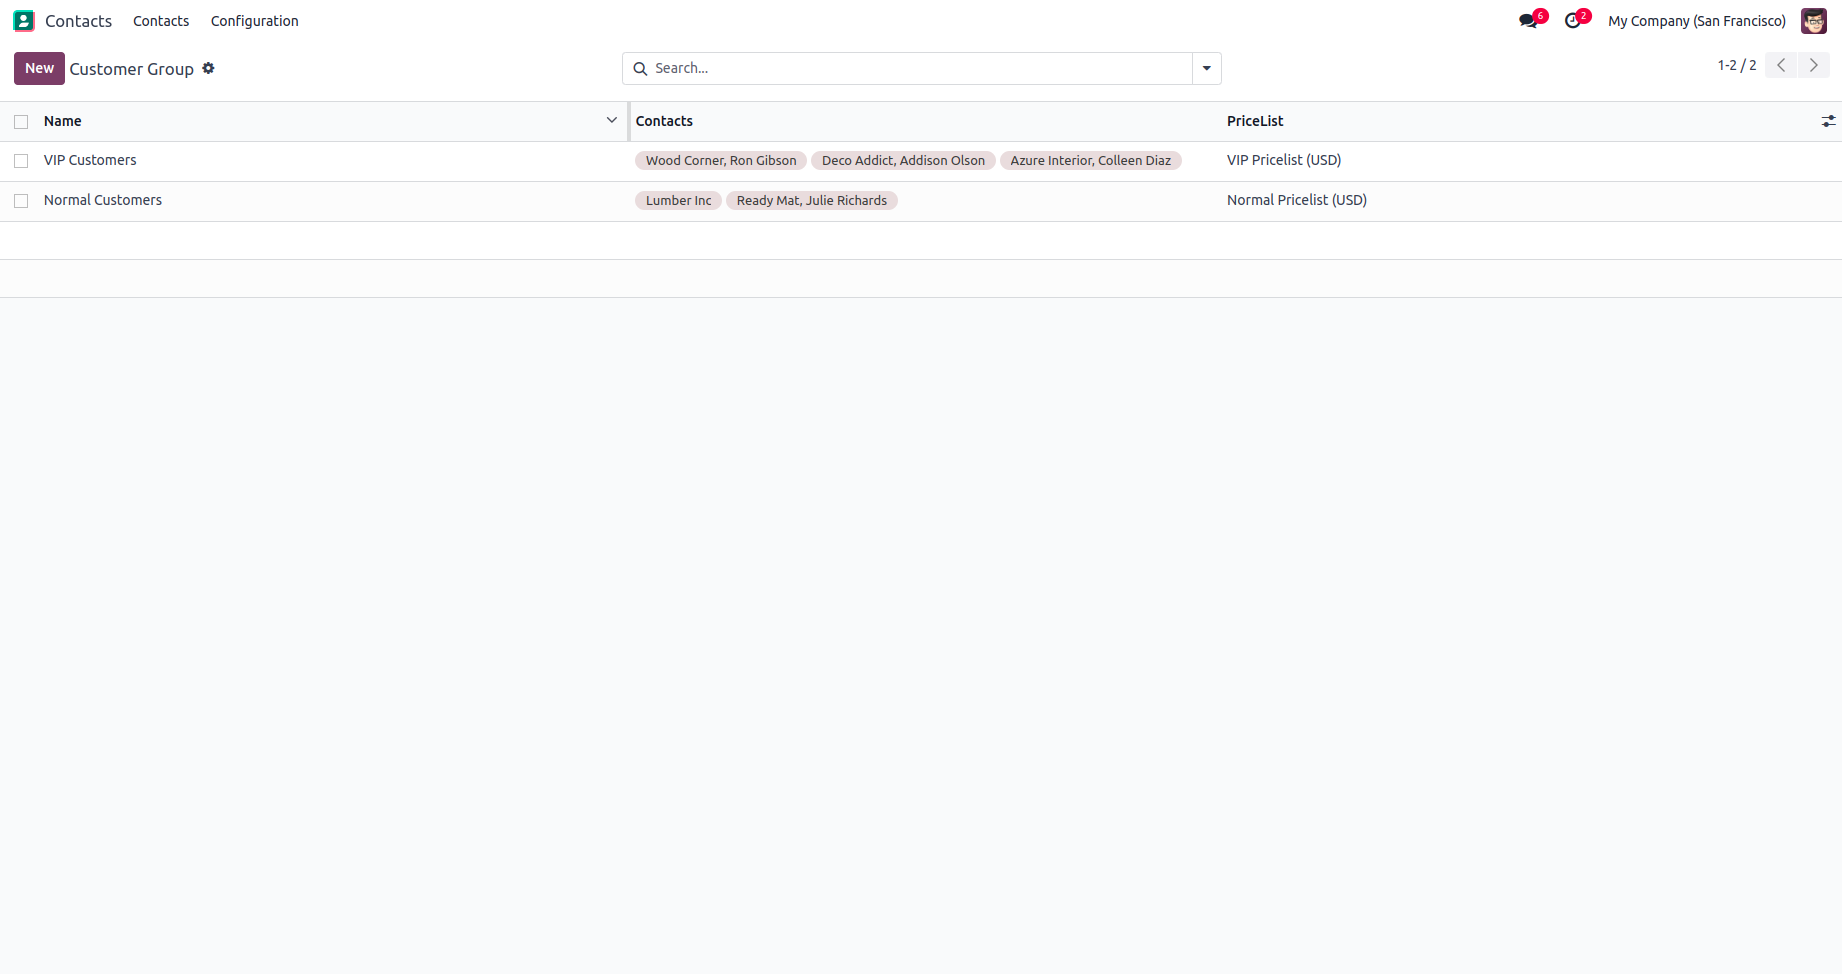 Contacts Contacts Configuration 6 2 My Company (San Francisco)
New Customer Group Search... 1-2 / 2
Name Contacts PriceList
VIP Customers Wood Corner, Ron Gibson Deco Addict, Addison Olson Azure Interior, Colleen Diaz VIP Pricelist (USD)
Normal Customers Lumber Inc Ready Mat, Julie Richards Normal Pricelist (USD)